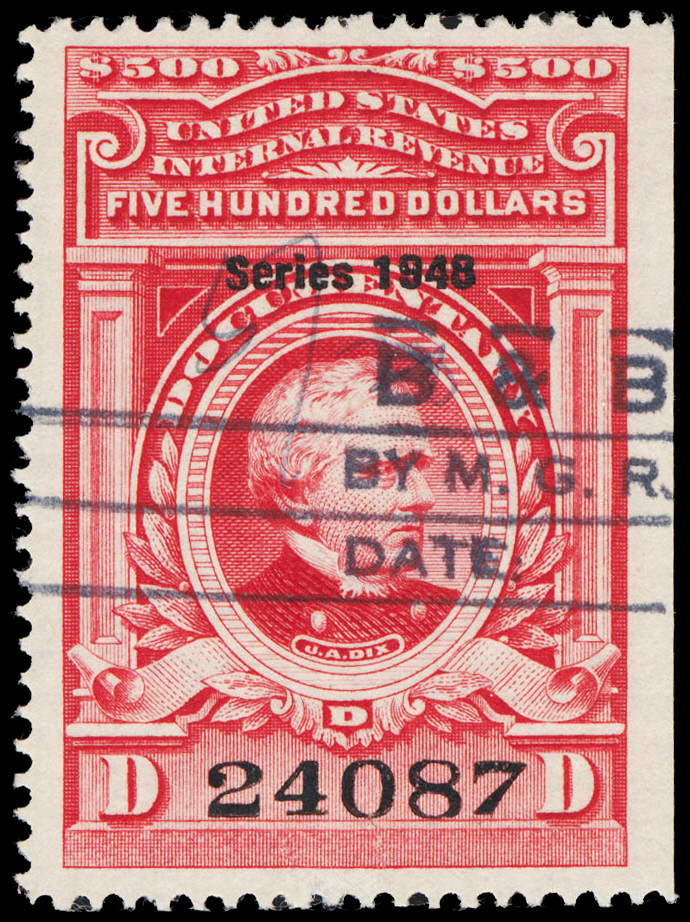 $500 $500
UNITED STATES
INTERNAL REVENUE
FIVE HUNDRED DOLLARS
Series 1948
DOCUMENTARY
B & B
BY M. G. R.
DATE:
J.A.DIX
D
D 24087 D